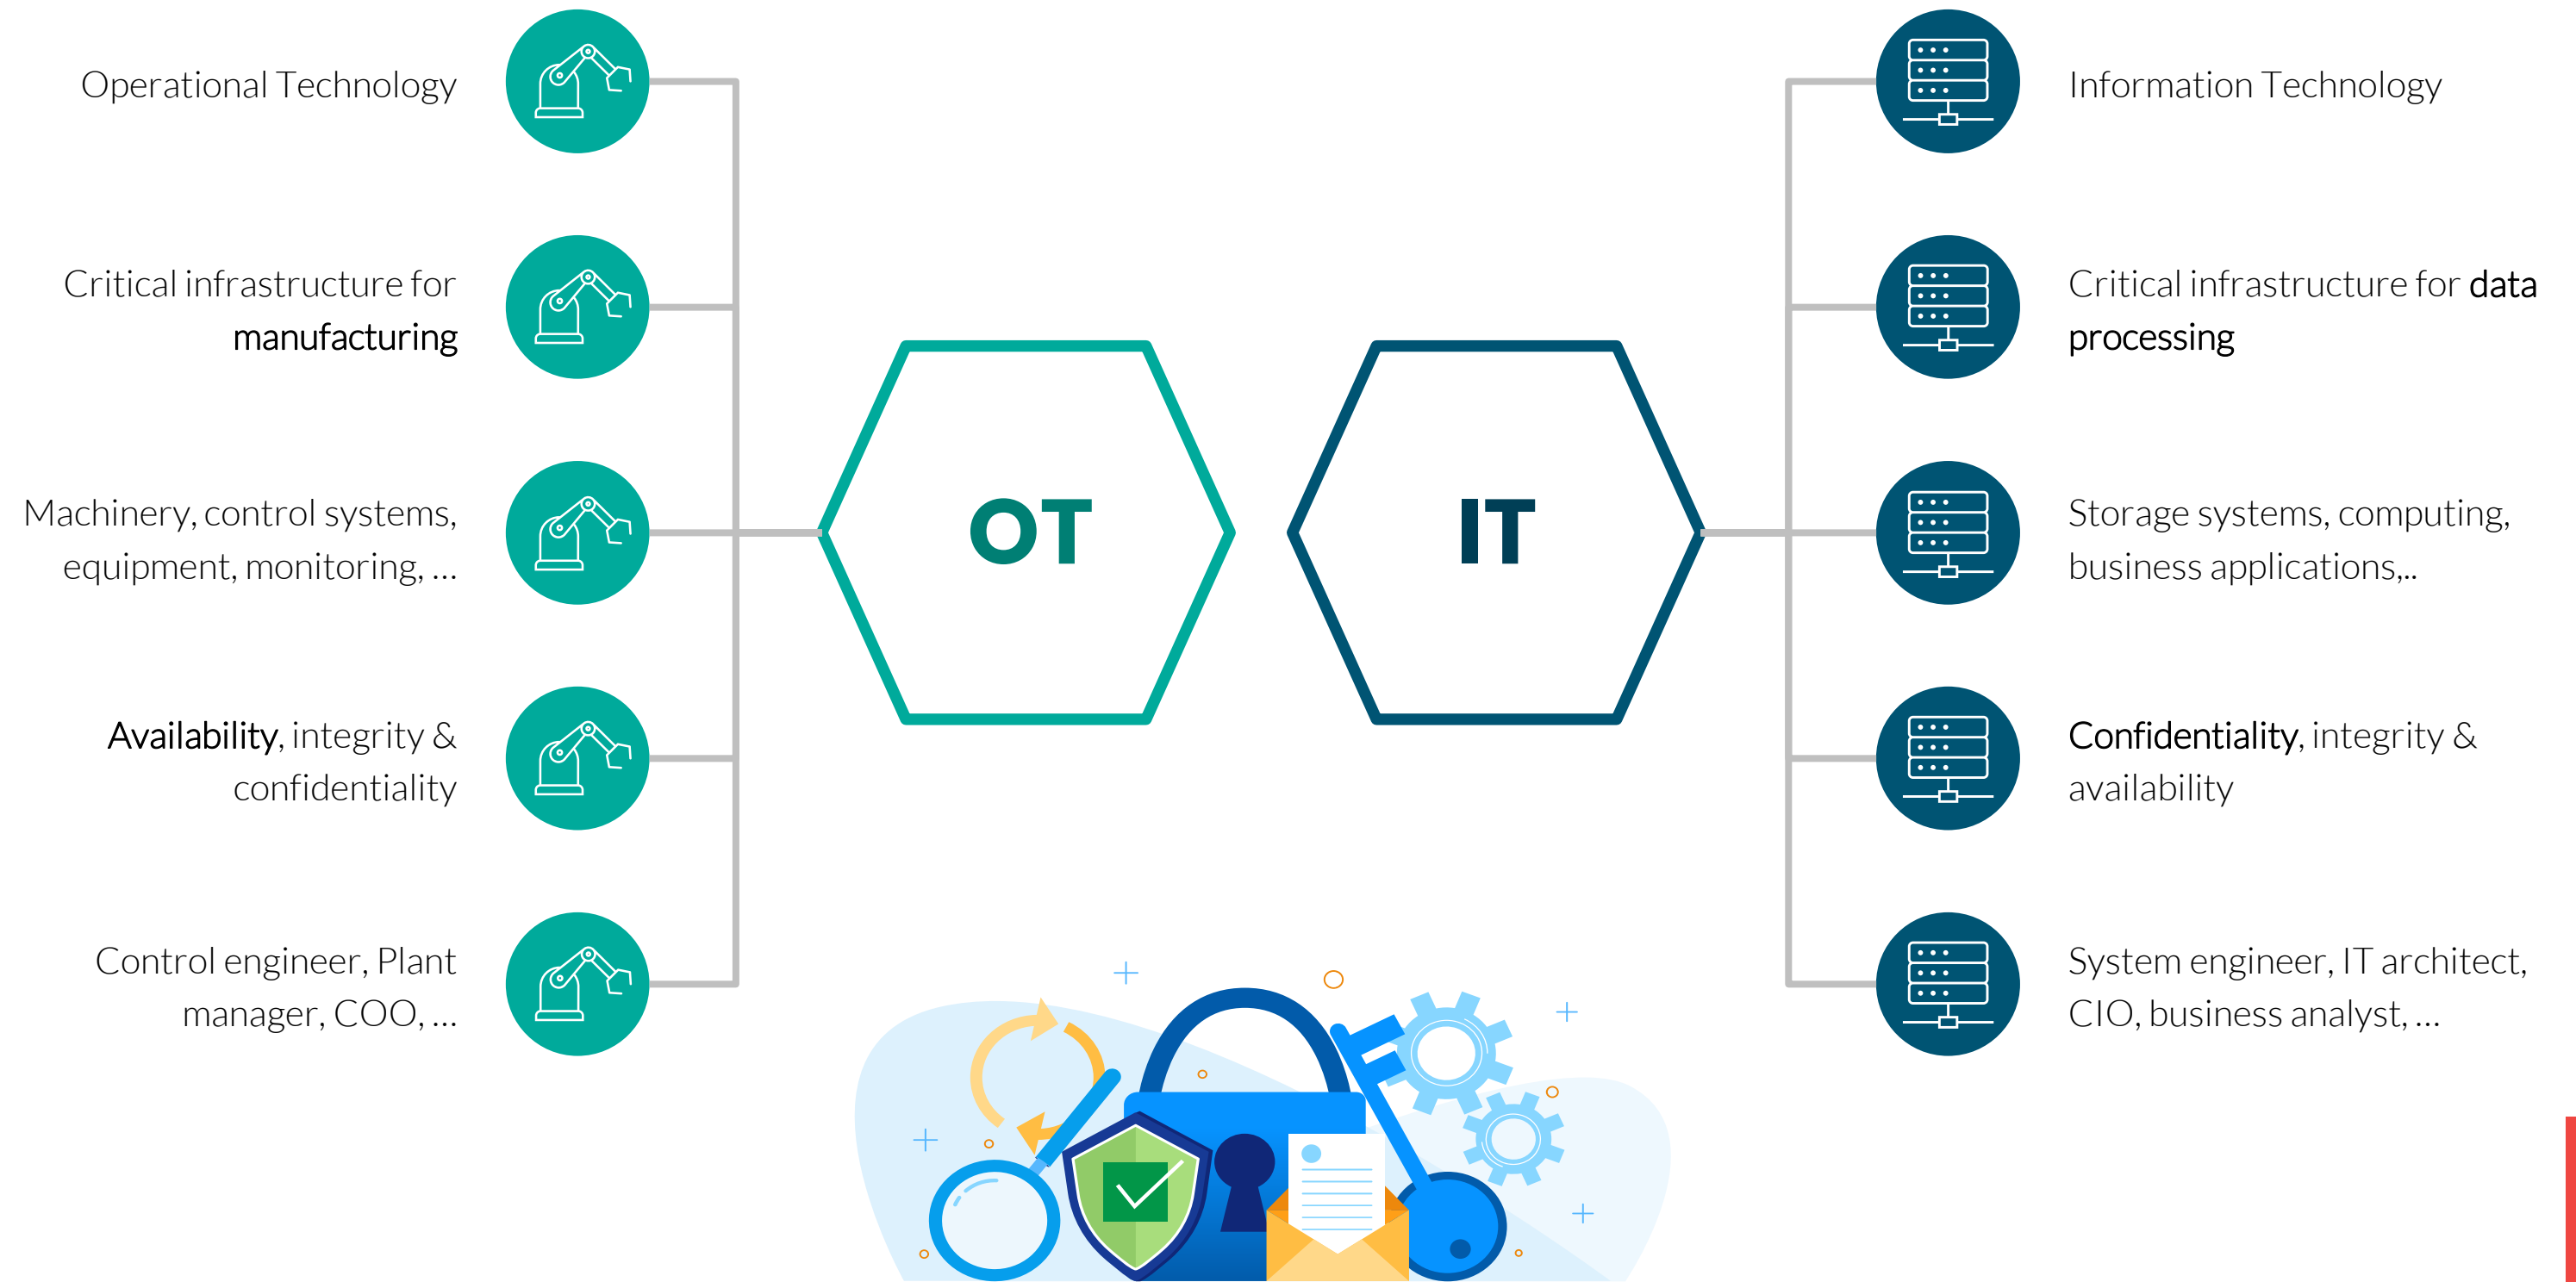 Operational Technology
Critical infrastructure for
manufacturing
Machinery, control systems,
equipment, monitoring, ...
Availability, integrity &
confidentiality
Control engineer, Plant
manager, COO, ...
OT
IT
Information Technology
Critical infrastructure for data
processing
Storage systems, computing,
business applications,..
Confidentiality, integrity &
availability
System engineer, IT architect,
CIO, business analyst, ...